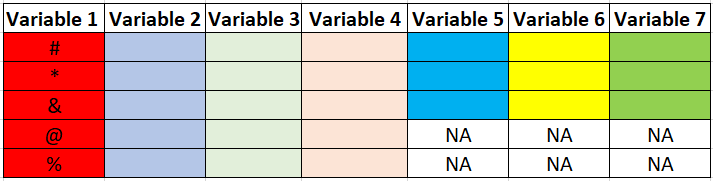 Variable 1 Variable 2 Variable 3 Variable 4 Variable 5 Variable 6 Variable 7
#
*
&
@ NA NA NA
% NA NA NA